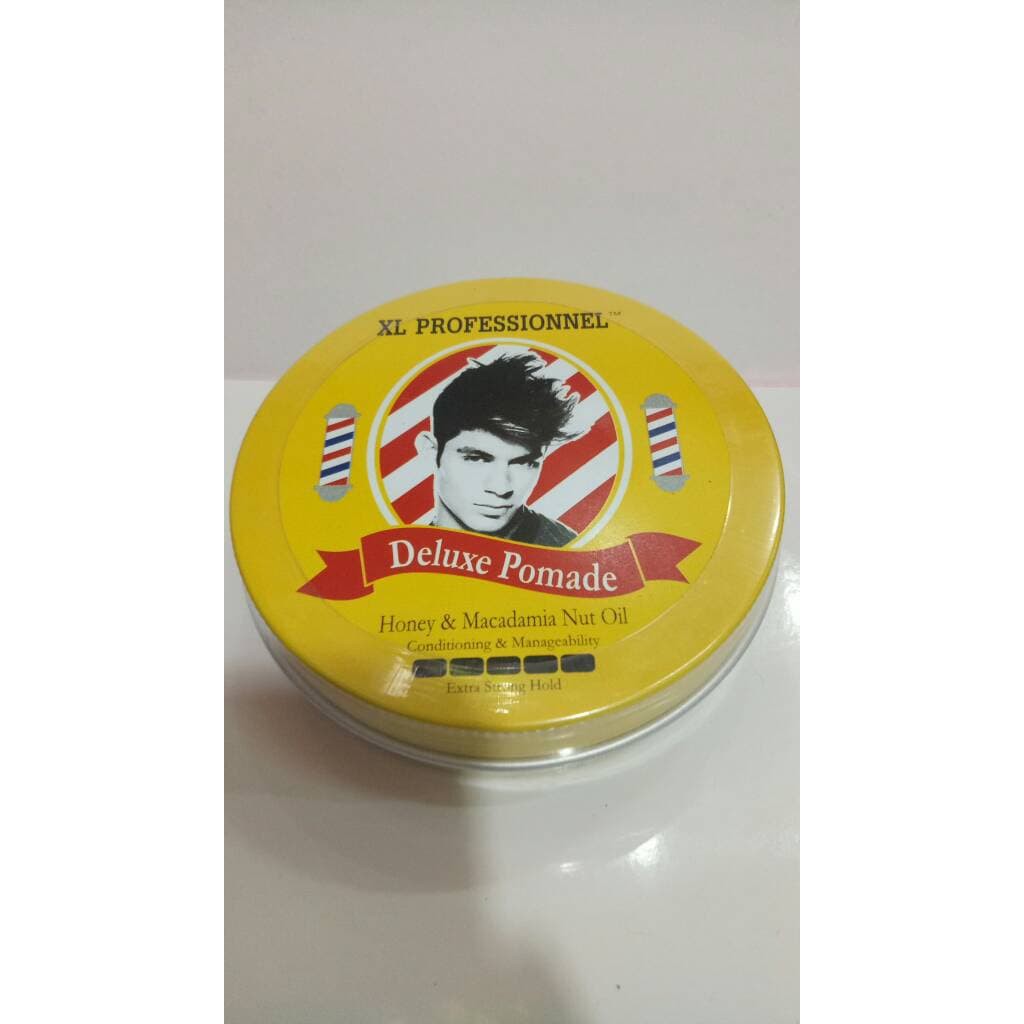 XL PROFESSIONNEL™
Deluxe Pomade
Honey & Macadamia Nut Oil
Conditioning & Manageability
Extra Strong Hold